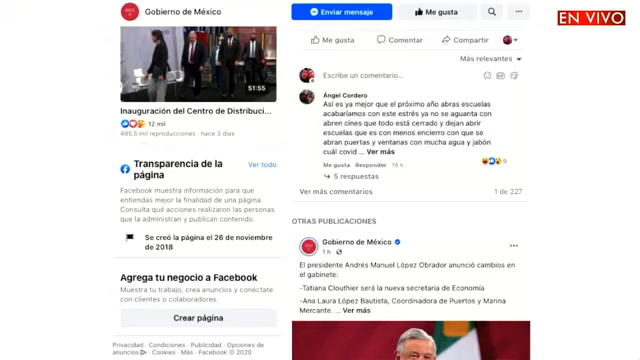 Gobierno de México
Enviar mensaje
Me gusta
EN VIVO
51:55
Inauguración del Centro de Distribuci...
12 mil
495.5 mil reproducciones · hace 3 días
Transparencia de la
página
Ver todo
Facebook muestra información para que
entiendas mejor la finalidad de una página.
Consulta qué acciones realizaron las personas
que la administran y publican contenido.
Se creó la página el 26 de noviembre
de 2018
Agrega tu negocio a Facebook
Muestra tu trabajo, crea anuncios y conéctate
con clientes o colaboradores.
Crear página
Privacidad · Condiciones · Publicidad · Opciones de
anuncios · Cookies · Más · Facebook © 2020
Me gusta
Comentar
Compartir
Más relevantes
Escribe un comentario...
Ángel Cordero
Así es ya mejor que el próximo año abras escuelas
acabaríamos con este estrés ya no se aguanta con
abren cines que todo está cerrado y dejan abrir
escuelas que es con menos encierro con que se
abran puertas y ventanas con mucha agua y jabón
cuál covid ... Ver más
9
Me gusta Responder 19 h
5 respuestas
Ver más comentarios
1 de 227
OTRAS PUBLICACIONES
Gobierno de México
1 h ·
El presidente Andrés Manuel López Obrador anunció cambios en
el gabinete:
-Tatiana Clouthier será la nueva secretaria de Economía
-Ana Laura López Bautista, Coordinadora de Puertos y Marina
Mercante. ... Ver más